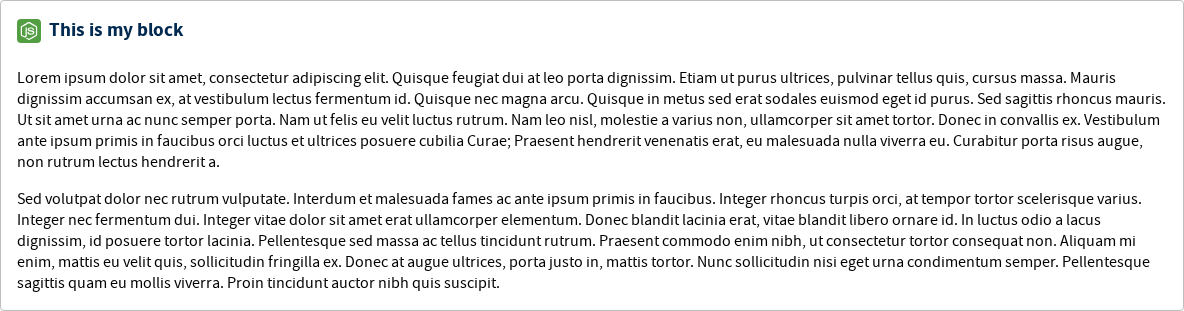 This is my block
Lorem ipsum dolor sit amet, consectetur adipiscing elit. Quisque feugiat dui at leo porta dignissim. Etiam ut purus ultrices, pulvinar tellus quis, cursus massa. Mauris
dignissim accumsan ex, at vestibulum lectus fermentum id. Quisque nec magna arcu. Quisque in metus sed erat sodales euismod eget id purus. Sed sagittis rhoncus mauris.
Ut sit amet urna ac nunc semper porta. Nam ut felis eu velit luctus rutrum. Nam leo nisl, molestie a varius non, ullamcorper sit amet tortor. Donec in convallis ex. Vestibulum
ante ipsum primis in faucibus orci luctus et ultrices posuere cubilia Curae; Praesent hendrerit venenatis erat, eu malesuada nulla viverra eu. Curabitur porta risus augue,
non rutrum lectus hendrerit a.
Sed volutpat dolor nec rutrum vulputate. Interdum et malesuada fames ac ante ipsum primis in faucibus. Integer rhoncus turpis orci, at tempor tortor scelerisque varius.
Integer nec fermentum dui. Integer vitae dolor sit amet erat ullamcorper elementum. Donec blandit lacinia erat, vitae blandit libero ornare id. In luctus odio a lacus
dignissim, id posuere tortor lacinia. Pellentesque sed massa ac tellus tincidunt rutrum. Praesent commodo enim nibh, ut consectetur tortor consequat non. Aliquam mi
enim, mattis eu velit quis, sollicitudin fringilla ex. Donec at augue ultrices, porta justo in, mattis tortor. Nunc sollicitudin nisi eget urna condimentum semper. Pellentesque
sagittis quam eu mollis viverra. Proin tincidunt auctor nibh quis suscipit.